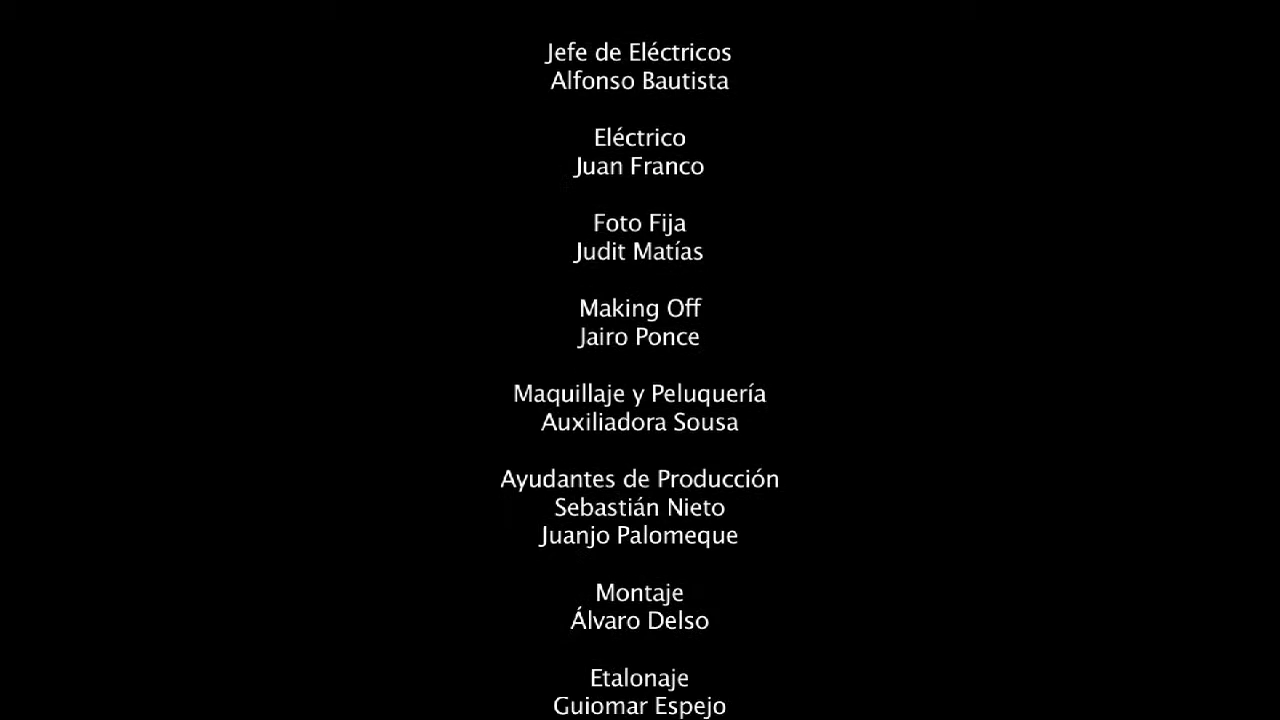 Jefe de Eléctricos
Alfonso Bautista
Eléctrico
Juan Franco
Foto Fija
Judit Matías
Making Off
Jairo Ponce
Maquillaje y Peluquería
Auxiliadora Sousa
Ayudantes de Producción
Sebastián Nieto
Juanjo Palomeque
Montaje
Álvaro Delso
Etalonaje
Guiomar Espejo